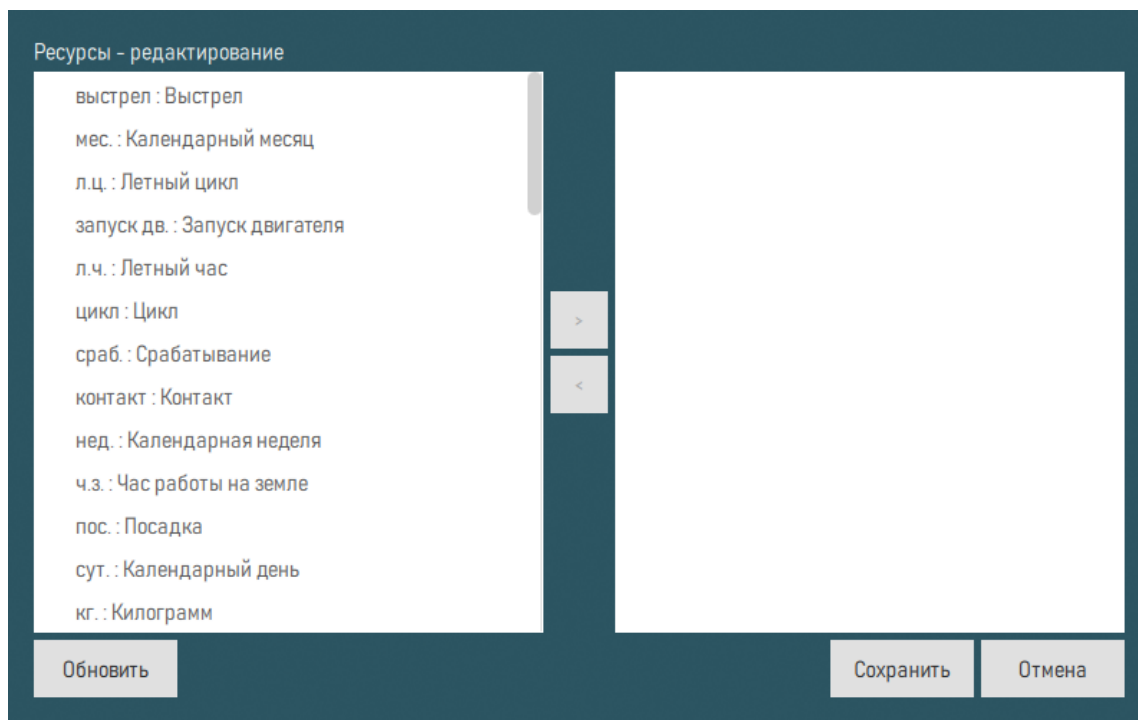 Ресурсы - редактирование
выстрел : Выстрел
мес. : Календарный месяц
л.ц. : Летный цикл
запуск дв. : Запуск двигателя
л.ч. : Летный час
цикл : Цикл
>
сраб. : Срабатывание
<
контакт : Контакт
нед. : Календарная неделя
ч.з. : Час работы на земле
пос. : Посадка
сут. : Календарный день
кг. : Килограмм
Обновить
Сохранить
Отмена